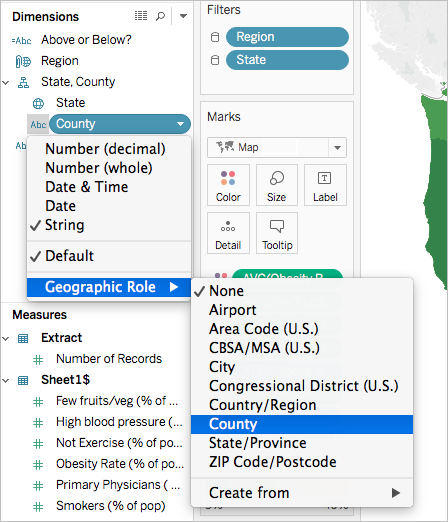 Dimensions
Abc Above or Below?
Region
State, County
State
Abc County
Ab
Number (decimal)
Number (whole)
Date & Time
Date
String
Default
Geographic Role
Measures
Extract
Number of Records
Sheet1$
Few fruits/veg (% of ...
High blood pressure (...
Not Exercise (% of po...
Obesity Rate (% of p...
Primary Physicians ( ...
Smokers (% of pop)
Filters
Region
State
Marks
Map
Color
Size
T
Label
Detail
Tooltip
AVG(Obesity R
None
Airport
Area Code (U.S.)
CBSA/MSA (U.S.)
City
Congressional District (U.S.)
Country/Region
County
State/Province
ZIP Code/Postcode
Create from